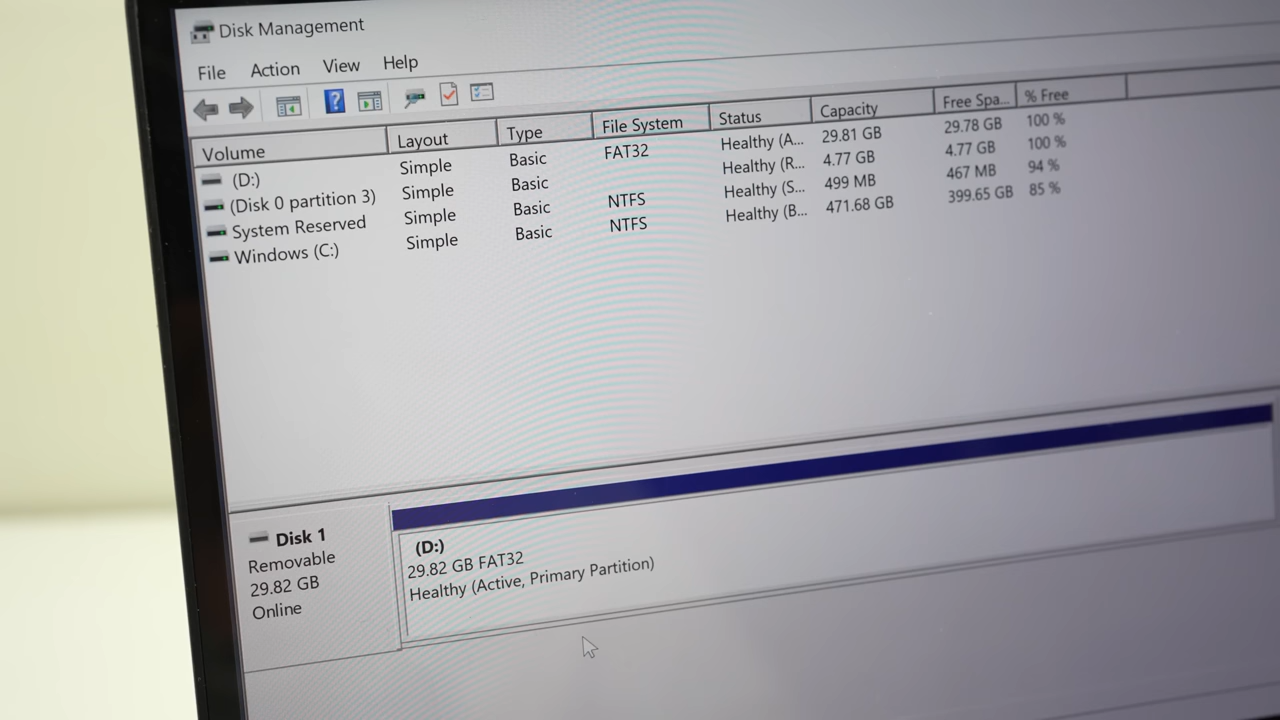 Disk Management
File Action View Help
Volume Layout Type File System Status Capacity Free Spa... % Free
(D:) Simple Basic FAT32 Healthy (A... 29.81 GB 29.78 GB 100 %
(Disk 0 partition 3) Simple Basic Healthy (R... 4.77 GB 4.77 GB 100 %
System Reserved Simple Basic NTFS Healthy (S... 499 MB 467 MB 94 %
Windows (C:) Simple Basic NTFS Healthy (B... 471.68 GB 399.65 GB 85 %
Disk 1
Removable
29.82 GB
Online
(D:)
29.82 GB FAT32
Healthy (Active, Primary Partition)